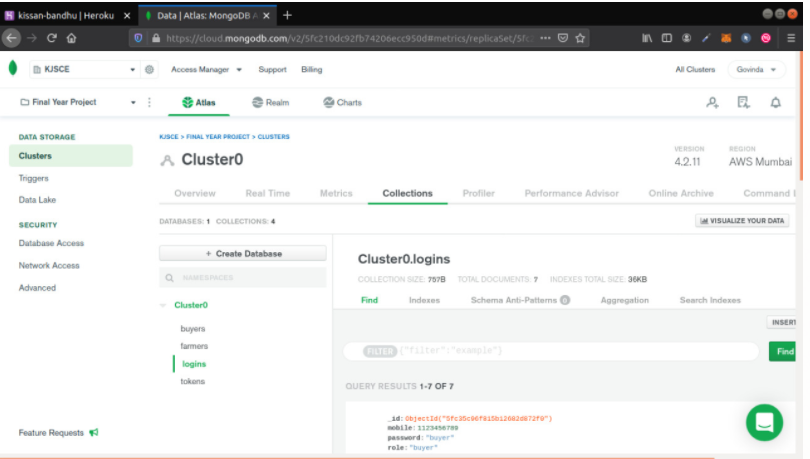 kissan-bandhu | Heroku
Data | Atlas: MongoDB A
https://cloud.mongodb.com/v2/5fc210dc92fb74206ecc950d#metrics/replicaSet/5fc
KJSCE
Access Manager
Support
Billing
All Clusters
Govinda
Final Year Project
Atlas
Realm
Charts
DATA STORAGE
Clusters
Triggers
Data Lake
SECURITY
Database Access
Network Access
Advanced
Feature Requests
KJSCE > FINAL YEAR PROJECT > CLUSTERS
Cluster0
VERSION
4.2.11
REGION
AWS Mumbai
Overview
Real Time
Metrics
Collections
Profiler
Performance Advisor
Online Archive
Command
DATABASES: 1 COLLECTIONS: 4
VISUALIZE YOUR DATA
+ Create Database
NAMESPACES
Cluster0
buyers
farmers
logins
tokens
Cluster0.logins
COLLECTION SIZE: 757B TOTAL DOCUMENTS: 7 INDEXES TOTAL SIZE: 36KB
Find
Indexes
Schema Anti-Patterns 0
Aggregation
Search Indexes
INSERT
FILTER {"filter":"example"}
Find
QUERY RESULTS 1-7 OF 7
mobile: 1123456789
password: "buyer"
role: "buyer"